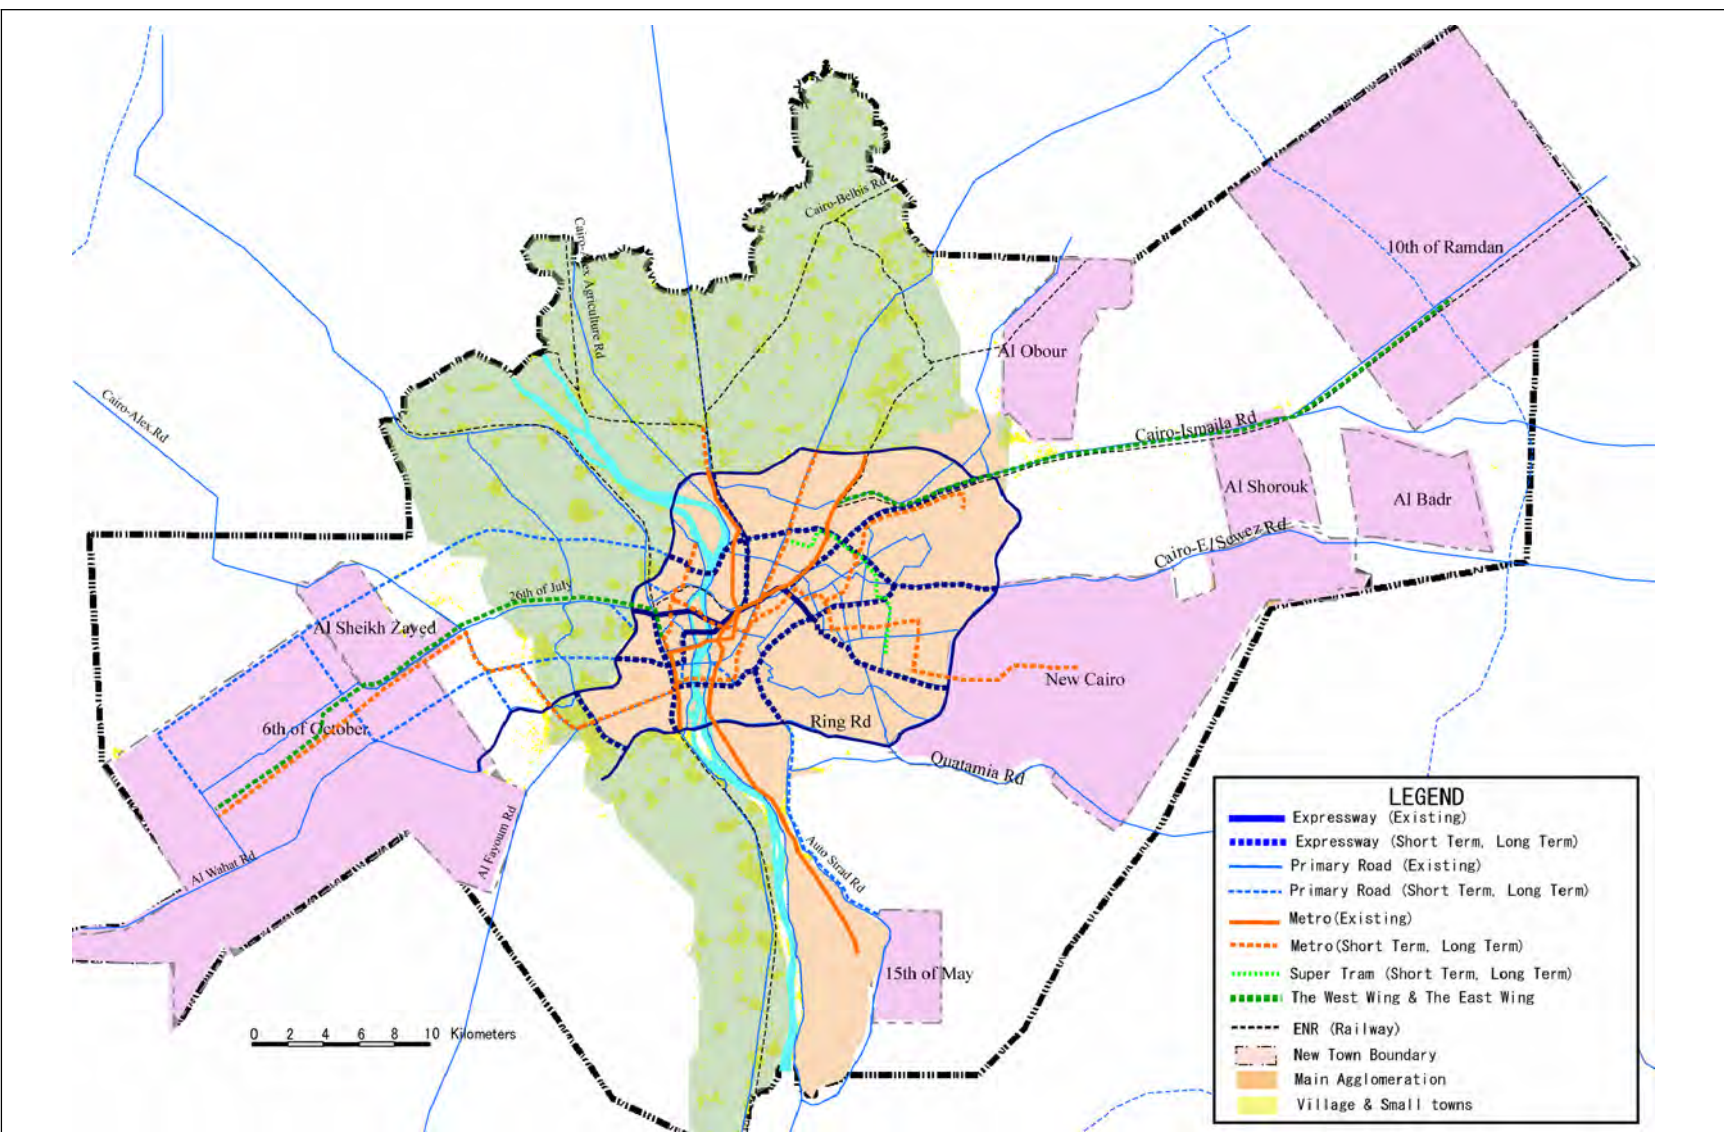 Cairo-Belbis Rd
Cairo-Alex Agriculture Rd
10th of Ramdan
Al Obour
Cairo-Alex.Rd
Cairo-Ismaila Rd
Al Shorouk
Al Badr
Cairo-El Suwez Rd
26th of July
Al Sheikh Zayed
New Cairo
6th of October
Ring Rd
Quatamia Rd
Al Fayoum Rd
Al Wahat Rd
Auto Strad Rd
15th of May
0 2 4 6 8 10 Kilometers
LEGEND
Expressway (Existing)
Expressway (Short Term, Long Term)
Primary Road (Existing)
Primary Road (Short Term, Long Term)
Metro(Existing)
Metro(Short Term, Long Term)
Super Tram (Short Term, Long Term)
The West Wing & The East Wing
ENR (Railway)
New Town Boundary
Main Agglomeration
Village & Small towns